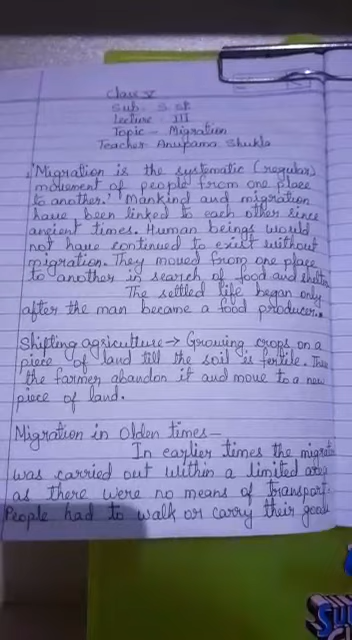 Class V
Sub - S.St
Lecture - III
Topic - Migration
Teacher Anupama Shukla
"Migration is the systematic (regular)
movement of people from one place
to another." Mankind and migration
have been linked to each other since
ancient times. Human beings would
not have continued to exist without
migration. They moved from one place
to another in search of food and shelter
The settled life began only
after the man became a food producer.
Shifting agriculture → Growing crops on a
piece of land till the soil is fertile. Then
the farmer abandon it and move to a new
piece of land.
Migration in Olden times -
In earlier times the migrati
was carried out within a limited area
as there were no means of transport.
People had to walk or carry their goods